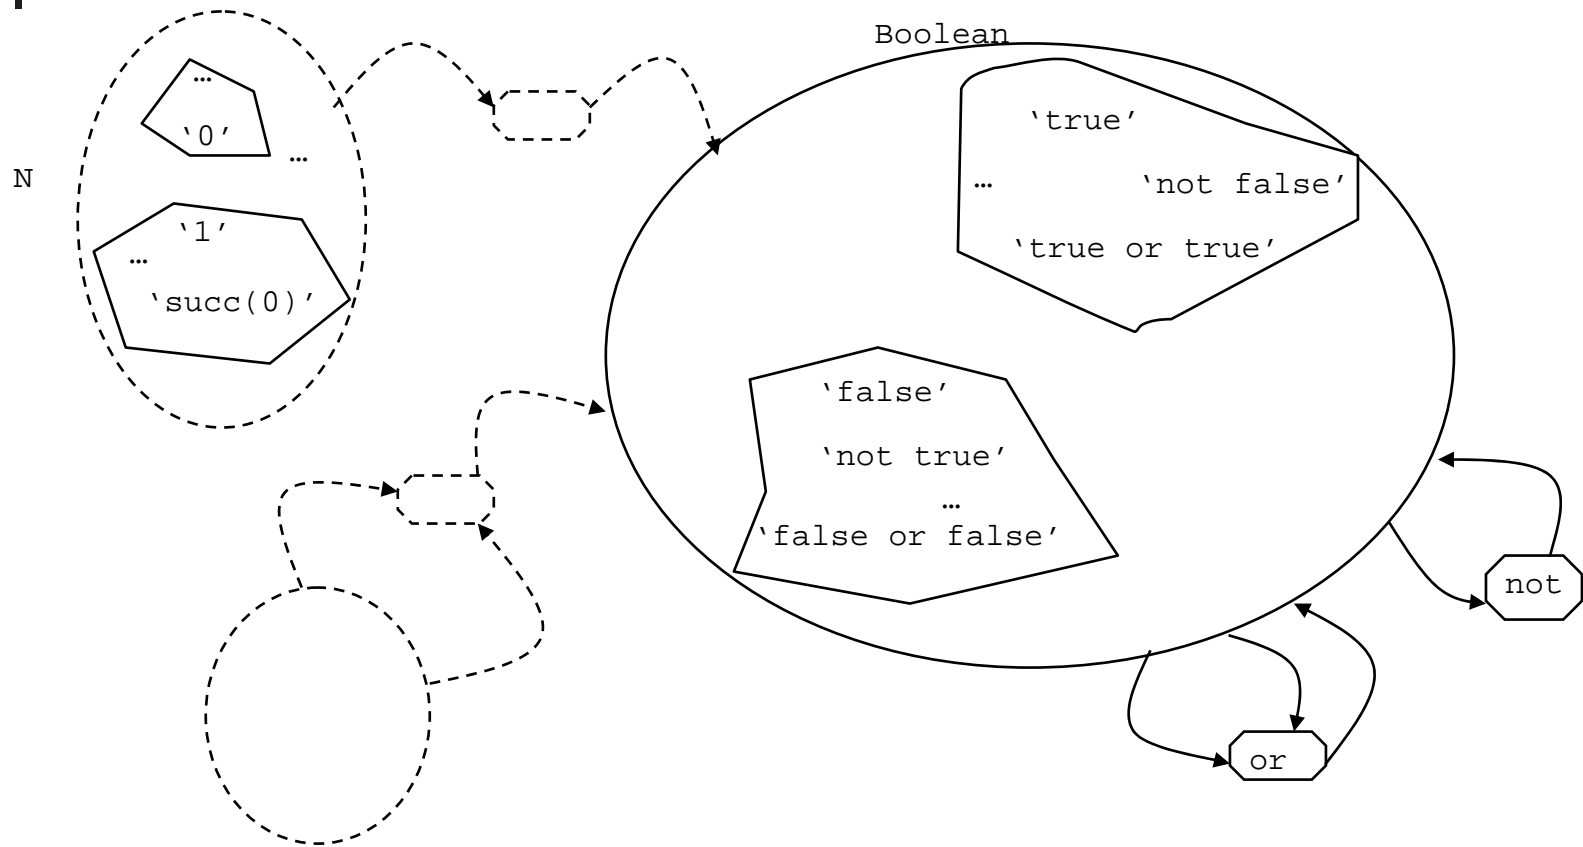 Boolean
…
‘0’
…
N
‘1’
…
‘succ(0)’
‘true’
… ‘not false’
‘true or true’
‘false’
‘not true’
…
‘false or false’
not
or